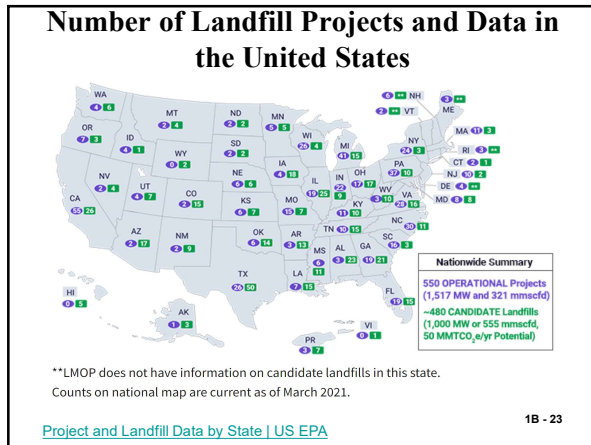 Number of Landfill Projects and Data in
the United States
WA
4 6
OR
7 3
CA
55 26
NV
2 4
ID
4 1
MT
2 4
WY
0 2
UT
4 7
AZ
2 17
CO
2 15
NM
2 9
ND
2 2
SD
2 2
NE
6 6
KS
6 7
OK
6 14
TX
26 50
MN
5 5
IA
4 18
MO
15 7
AR
3 13
LA
7 15
WI
26 4
IL
19 25
MI
41 15
IN
22
9
OH
17 17
KY
11 10
TN 10 15
MS
6
11
AL
3 23
GA
19 21
FL
19 15
SC
16 3
NC
30 11
VA
28 16
WV
3 10
PA
37 10
NY
24 3
6 ** NH
2 ** VT
3 **
ME
MA 11 3
RI 3 **
CT 2 1
NJ 10 2
DE 4 **
MD 8 8
HI
0 5
AK
1 3
PR
3 7
VI
0 1
Nationwide Summary
550 OPERATIONAL Projects
(1,517 MW and 321 mmscfd)
~480 CANDIDATE Landfills
(1,000 MW or 555 mmscfd,
50 MMTCO2e/yr Potential)
**LMOP does not have information on candidate landfills in this state.
Counts on national map are current as of March 2021.
Project and Landfill Data by State | US EPA
1B - 23